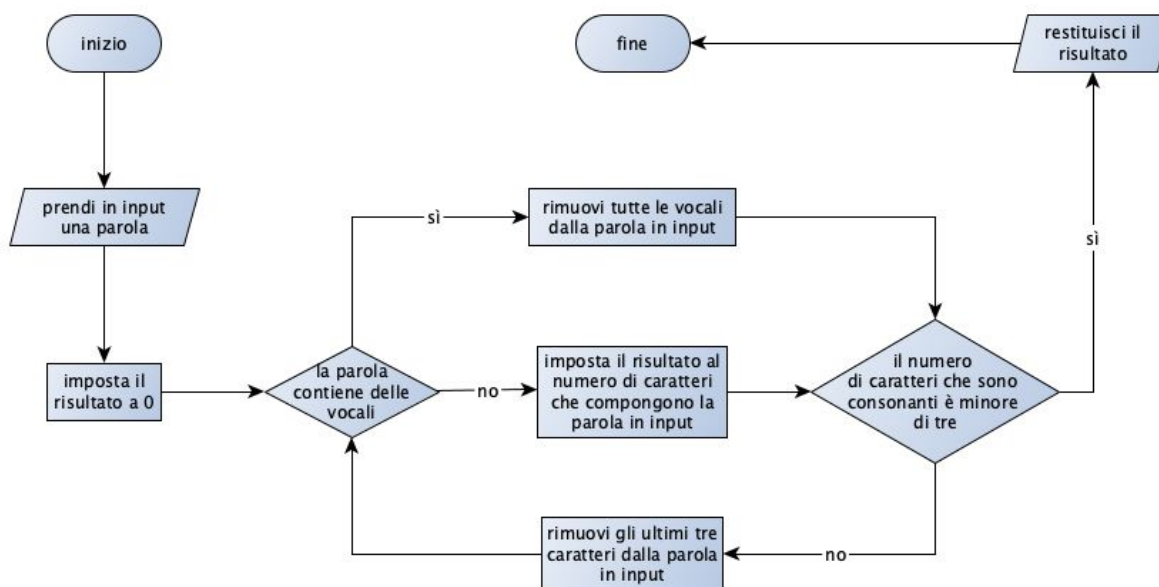 inizio
prendi in input
una parola
imposta il
risultato a 0
la parola
contiene delle
vocali
sì
rimuovi tutte le vocali
dalla parola in input
no
imposta il risultato al
numero di caratteri
che compongono la
parola in input
il numero
di caratteri che sono
consonanti è minore
di tre
no
rimuovi gli ultimi tre
caratteri dalla parola
in input
sì
restituisci il
risultato
fine